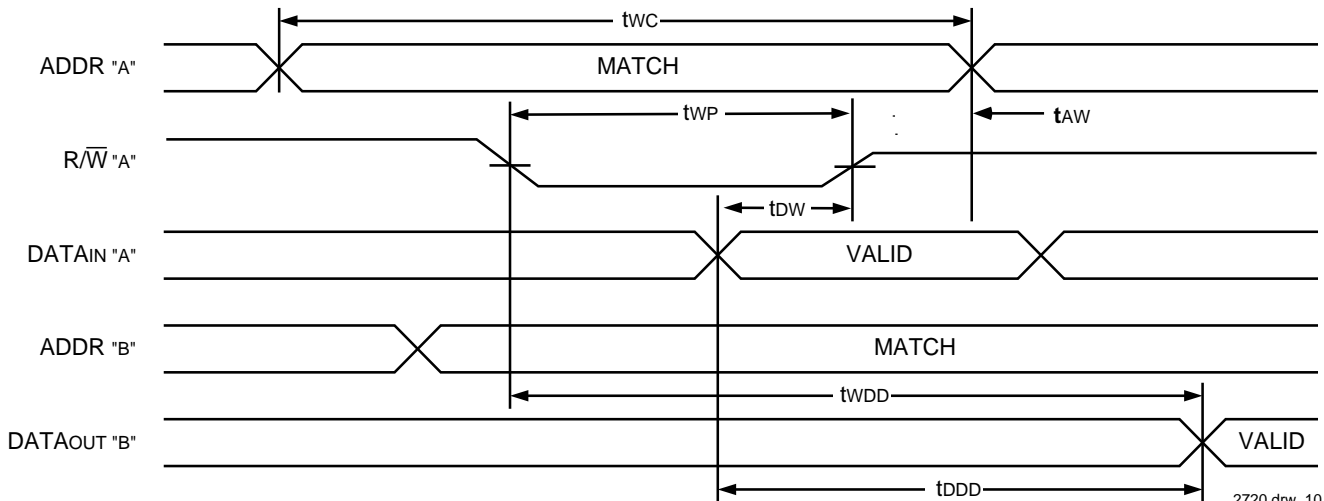 tWC
ADDR "A" MATCH
tWP tAW
R/W̅ "A"
tDW
DATAIN "A" VALID
ADDR "B" MATCH
tWDD
DATAOUT "B" VALID
tDDD
2720 drw 10